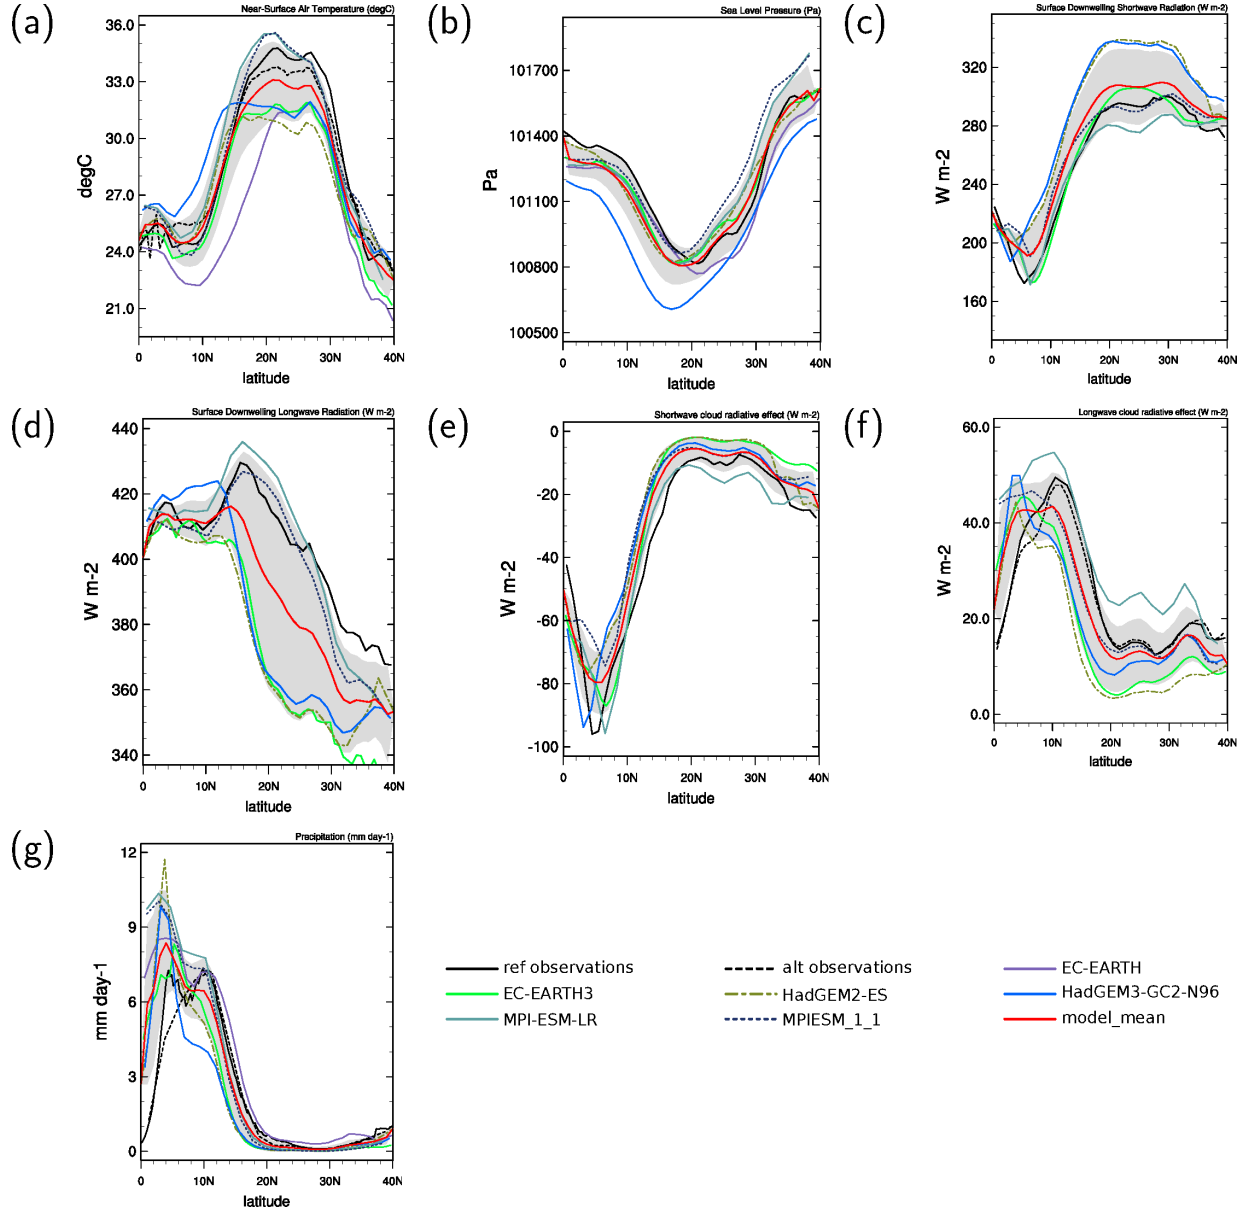 (a)
Near-Surface Air Temperature (degC)
36.0
33.0
30.0
27.0
24.0
21.0
degC
0
10N
20N
30N
40N
latitude
(b)
Sea Level Pressure (Pa)
101700
101400
101100
100800
100500
Pa
0
10N
20N
30N
40N
latitude
(c)
Surface Downwelling Shortwave Radiation (W m-2)
320
280
240
200
160
W m-2
0
10N
20N
30N
40N
latitude
(d)
Surface Downwelling Longwave Radiation (W m-2)
440
420
400
380
360
340
W m-2
0
10N
20N
30N
40N
latitude
(e)
Shortwave cloud radiative effect (W m-2)
0
-20
-40
-60
-80
-100
W m-2
0
10N
20N
30N
40N
latitude
(f)
Longwave cloud radiative effect (W m-2)
60.0
40.0
20.0
0.0
W m-2
0
10N
20N
30N
40N
latitude
(g)
Precipitation (mm day-1)
12
9
6
3
0
mm day-1
0
10N
20N
30N
40N
latitude
ref observations
alt observations
EC-EARTH
EC-EARTH3
HadGEM2-ES
HadGEM3-GC2-N96
MPI-ESM-LR
MPIESM_1_1
model_mean